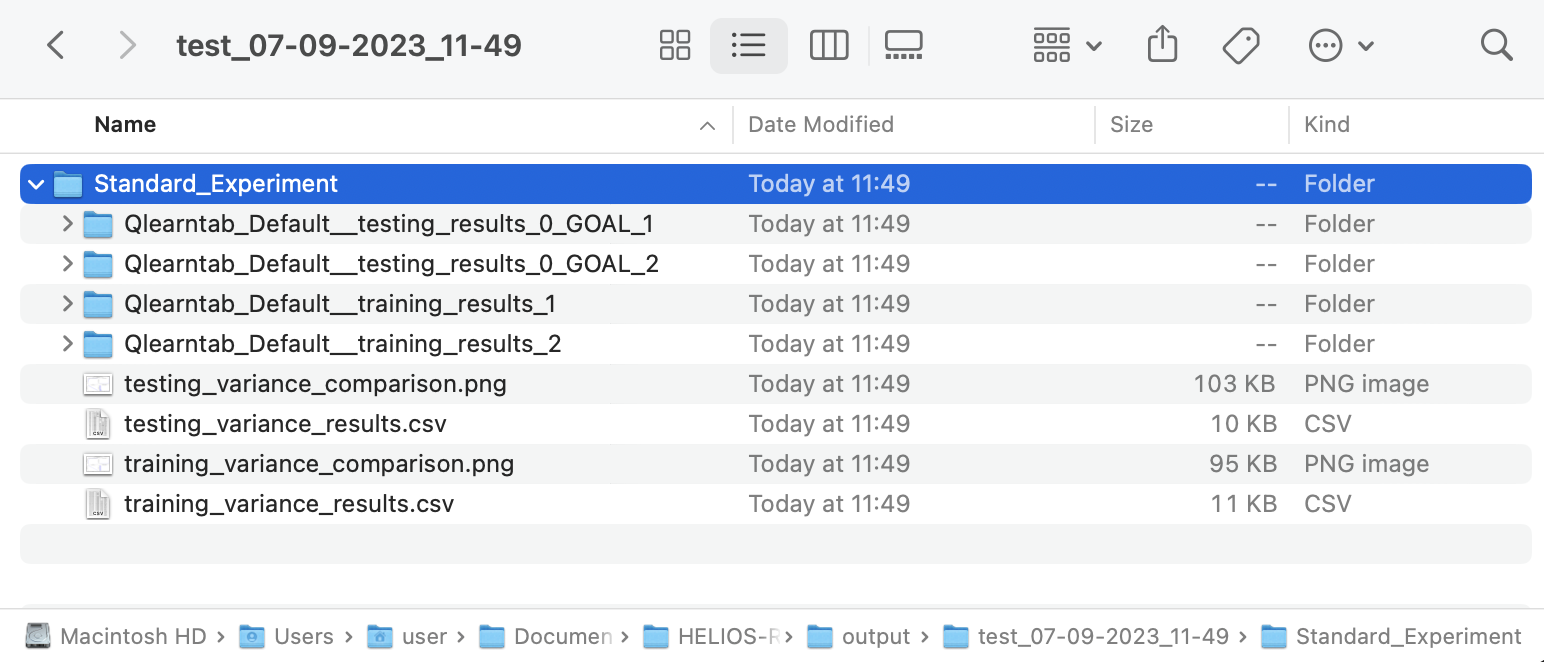 test_07-09-2023_11-49
Name Date Modified Size Kind
Standard_Experiment Today at 11:49 -- Folder
Qlearntab_Default__testing_results_0_GOAL_1 Today at 11:49 -- Folder
Qlearntab_Default__testing_results_0_GOAL_2 Today at 11:49 -- Folder
Qlearntab_Default__training_results_1 Today at 11:49 -- Folder
Qlearntab_Default__training_results_2 Today at 11:49 -- Folder
testing_variance_comparison.png Today at 11:49 103 KB PNG image
testing_variance_results.csv Today at 11:49 10 KB CSV
training_variance_comparison.png Today at 11:49 95 KB PNG image
training_variance_results.csv Today at 11:49 11 KB CSV
Macintosh HD › Users › user › Documen › HELIOS-R › output › test_07-09-2023_11-49 › Standard_Experiment